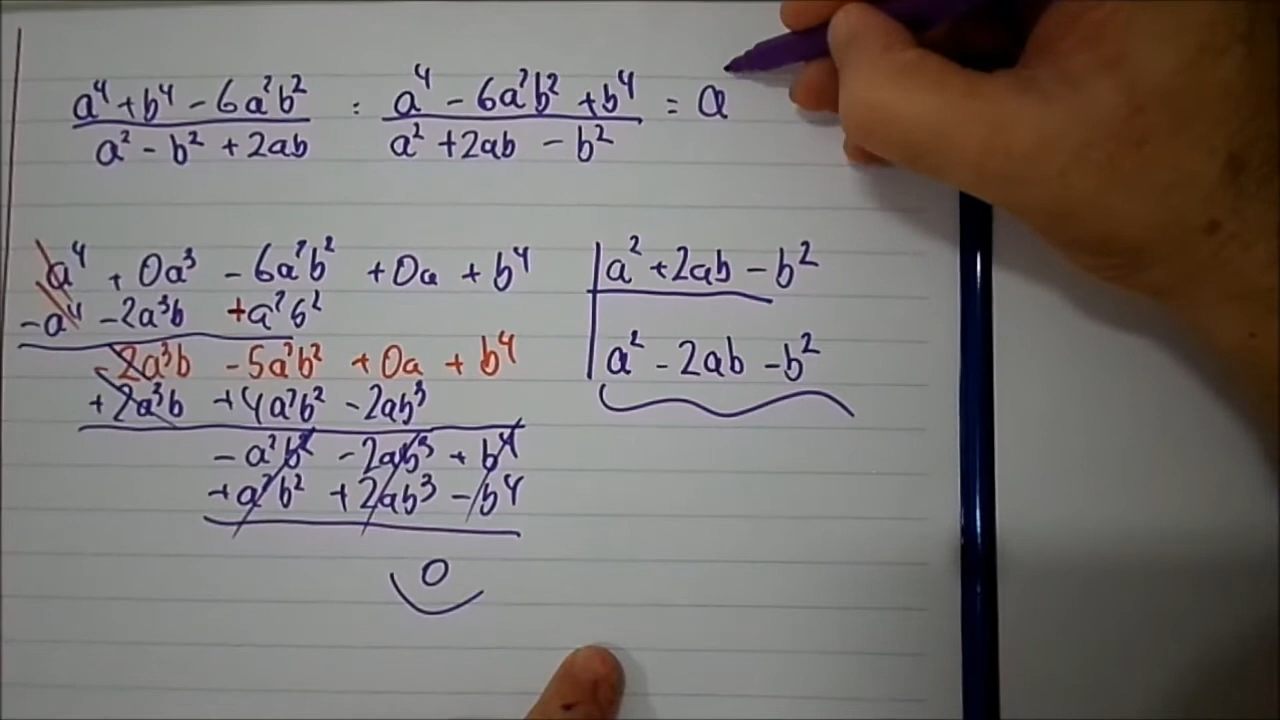 a⁴ + b⁴ - 6a²b² / a² - b² + 2ab : a⁴ - 6a²b² + b⁴ / a² + 2ab - b² = a
a⁴ + 0a³ - 6a²b² + 0a + b⁴ | a² + 2ab - b²
-a⁴ - 2a³b + a²b²
-2a³b - 5a²b² + 0a + b⁴ | a² - 2ab - b²
+2a³b + 4a²b² - 2ab³
-a²b² - 2ab³ + b⁴
+a²b² + 2ab³ - b⁴
0